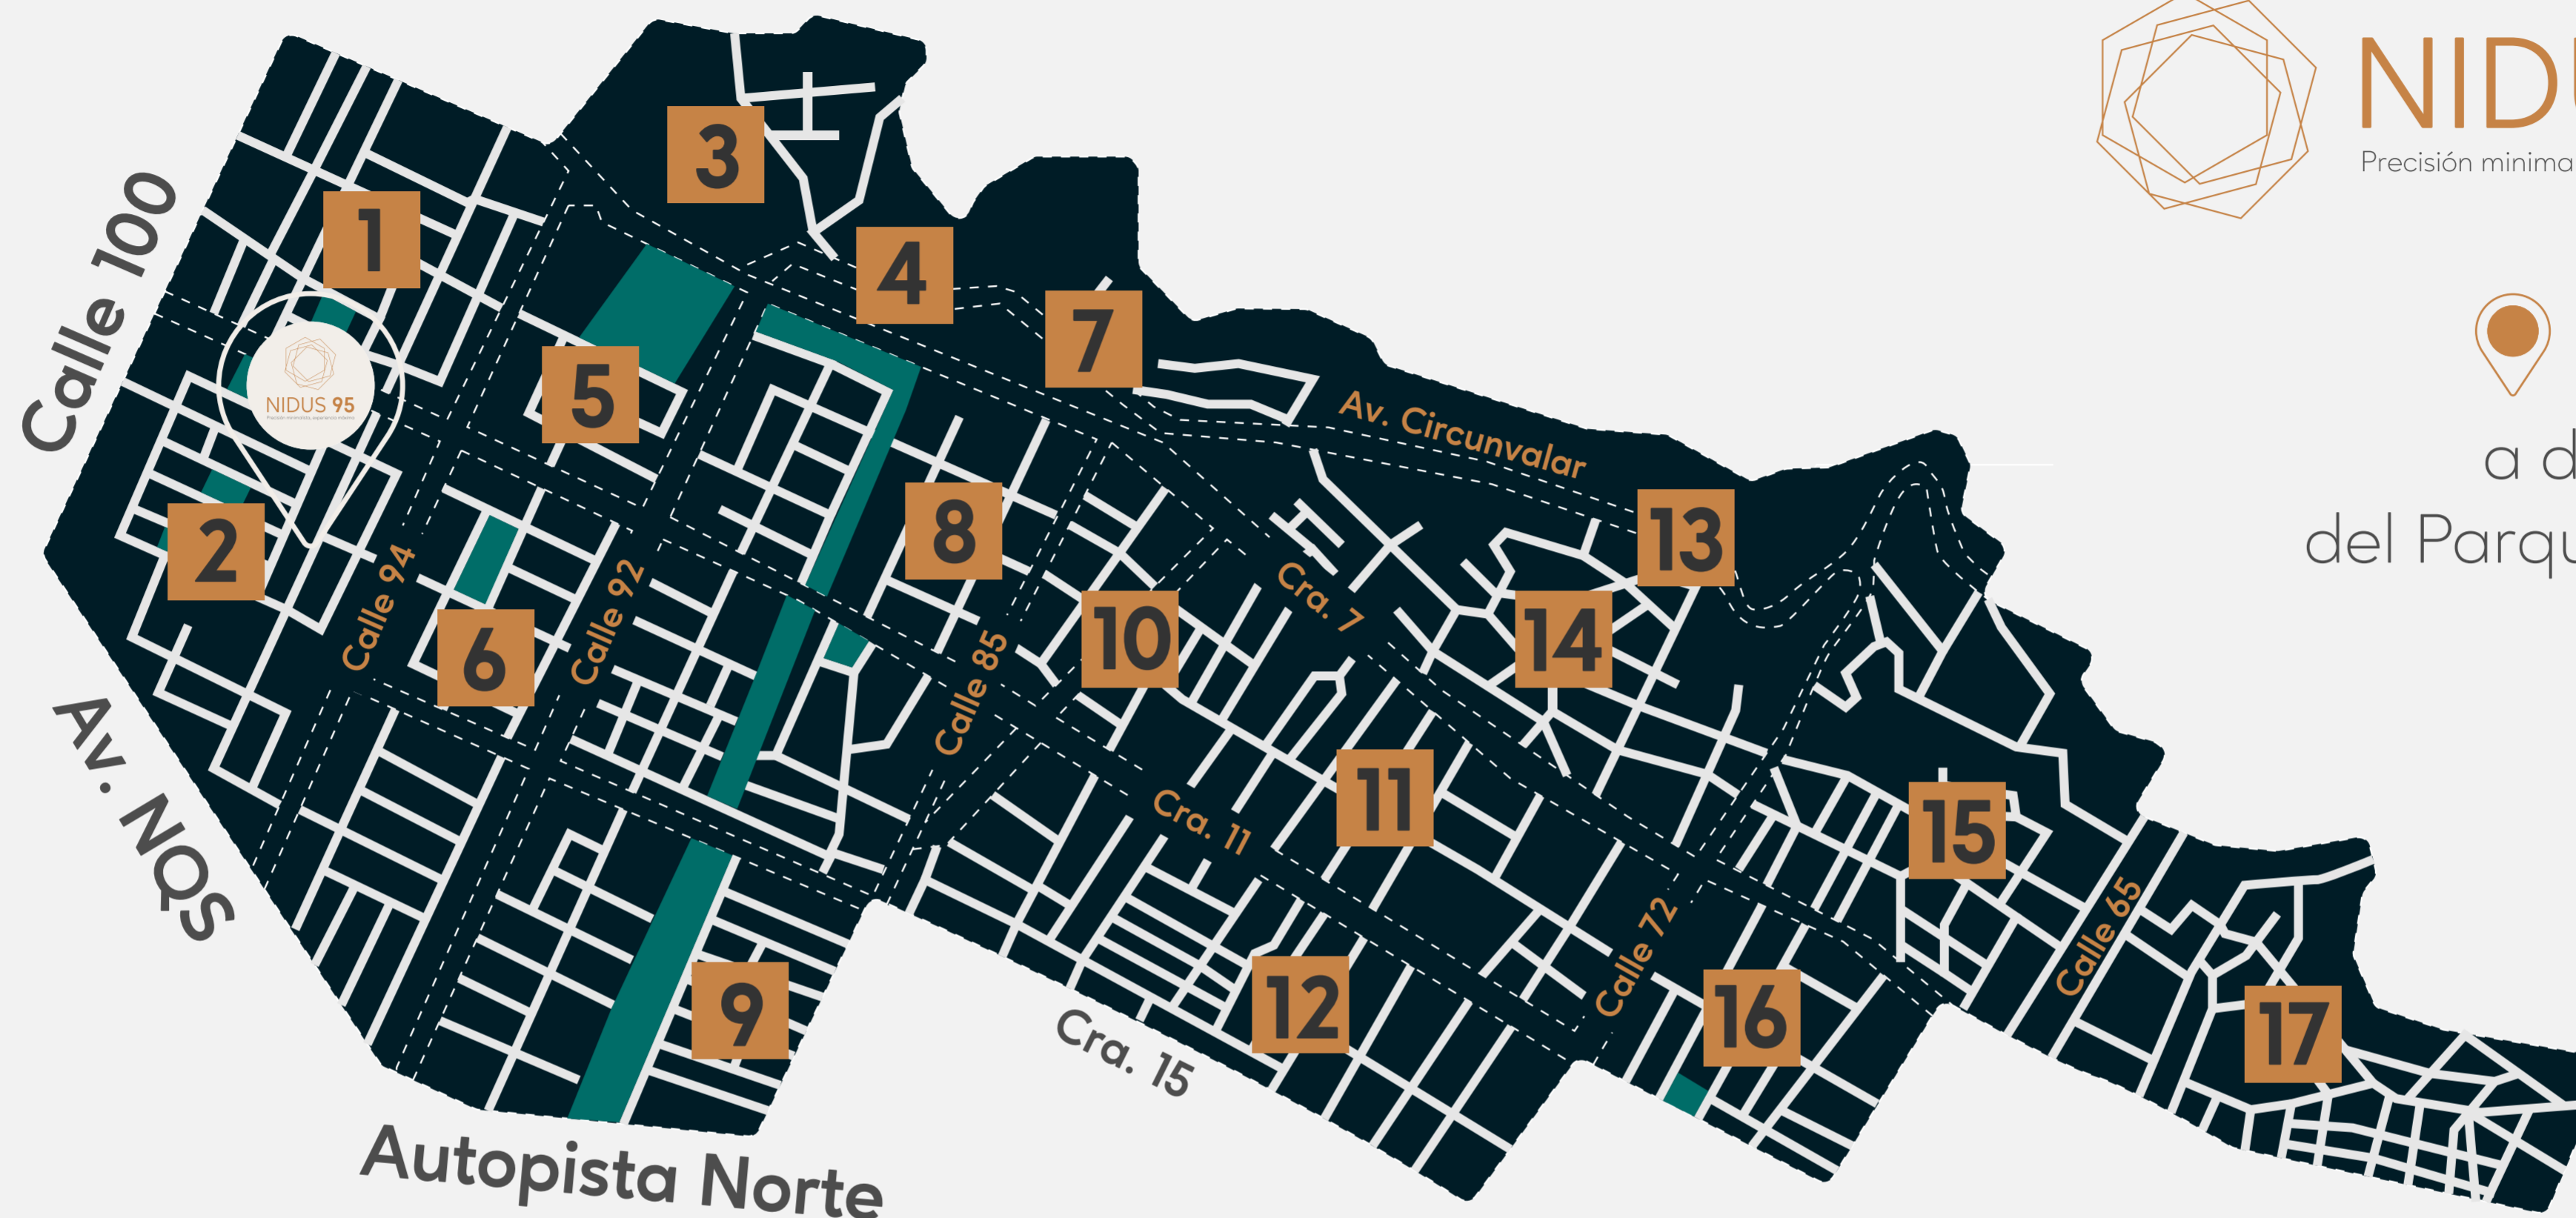 NIDU
Precisión minima
a d
del Parqu
Calle 100
Av. NQS
Autopista Norte
Cra. 15
Av. Circunvalar
Cra. 7
Cra. 11
Calle 94
Calle 92
Calle 85
Calle 72
Calle 65
NIDUS 95
1
2
3
4
5
6
7
8
9
10
11
12
13
14
15
16
17